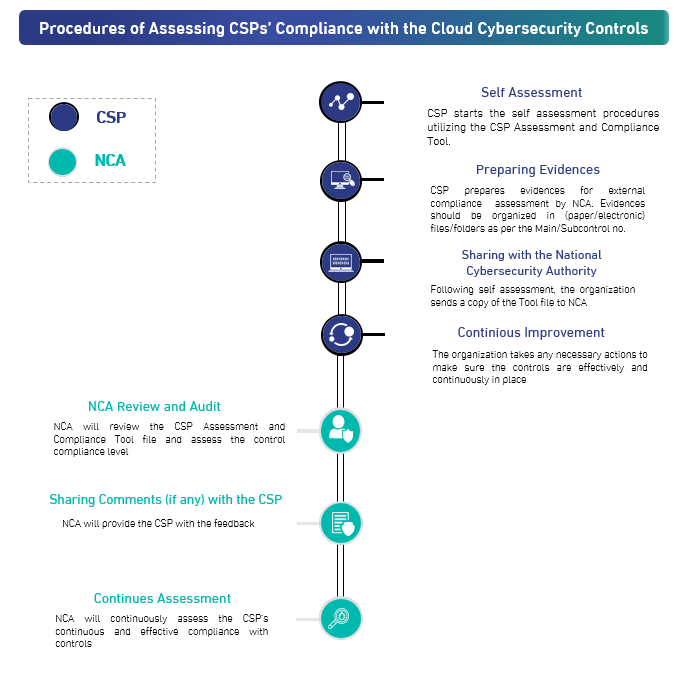 Procedures of Assessing CSPs' Compliance with the Cloud Cybersecurity Controls
CSP
NCA
Self Assessment
CSP starts the self assessment procedures
utilizing the CSP Assessment and Compliance
Tool.
Preparing Evidences
CSP prepares evidences for external
compliance assessment by NCA. Evidences
should be organized in (paper/electronic)
files/folders as per the Main/Subcontrol no.
Sharing with the National
Cybersecurity Authority
Following self assessment, the organization
sends a copy of the Tool file to NCA
Continious Improvement
The organization takes any necessary actions to
make sure the controls are effectively and
continuously in place
NCA Review and Audit
NCA will review the CSP Assessment and
Compliance Tool file and assess the control
compliance level
Sharing Comments (if any) with the CSP
NCA will provide the CSP with the feedback
Continues Assessment
NCA will continuously assess the CSP's
continuous and effective compliance with
controls